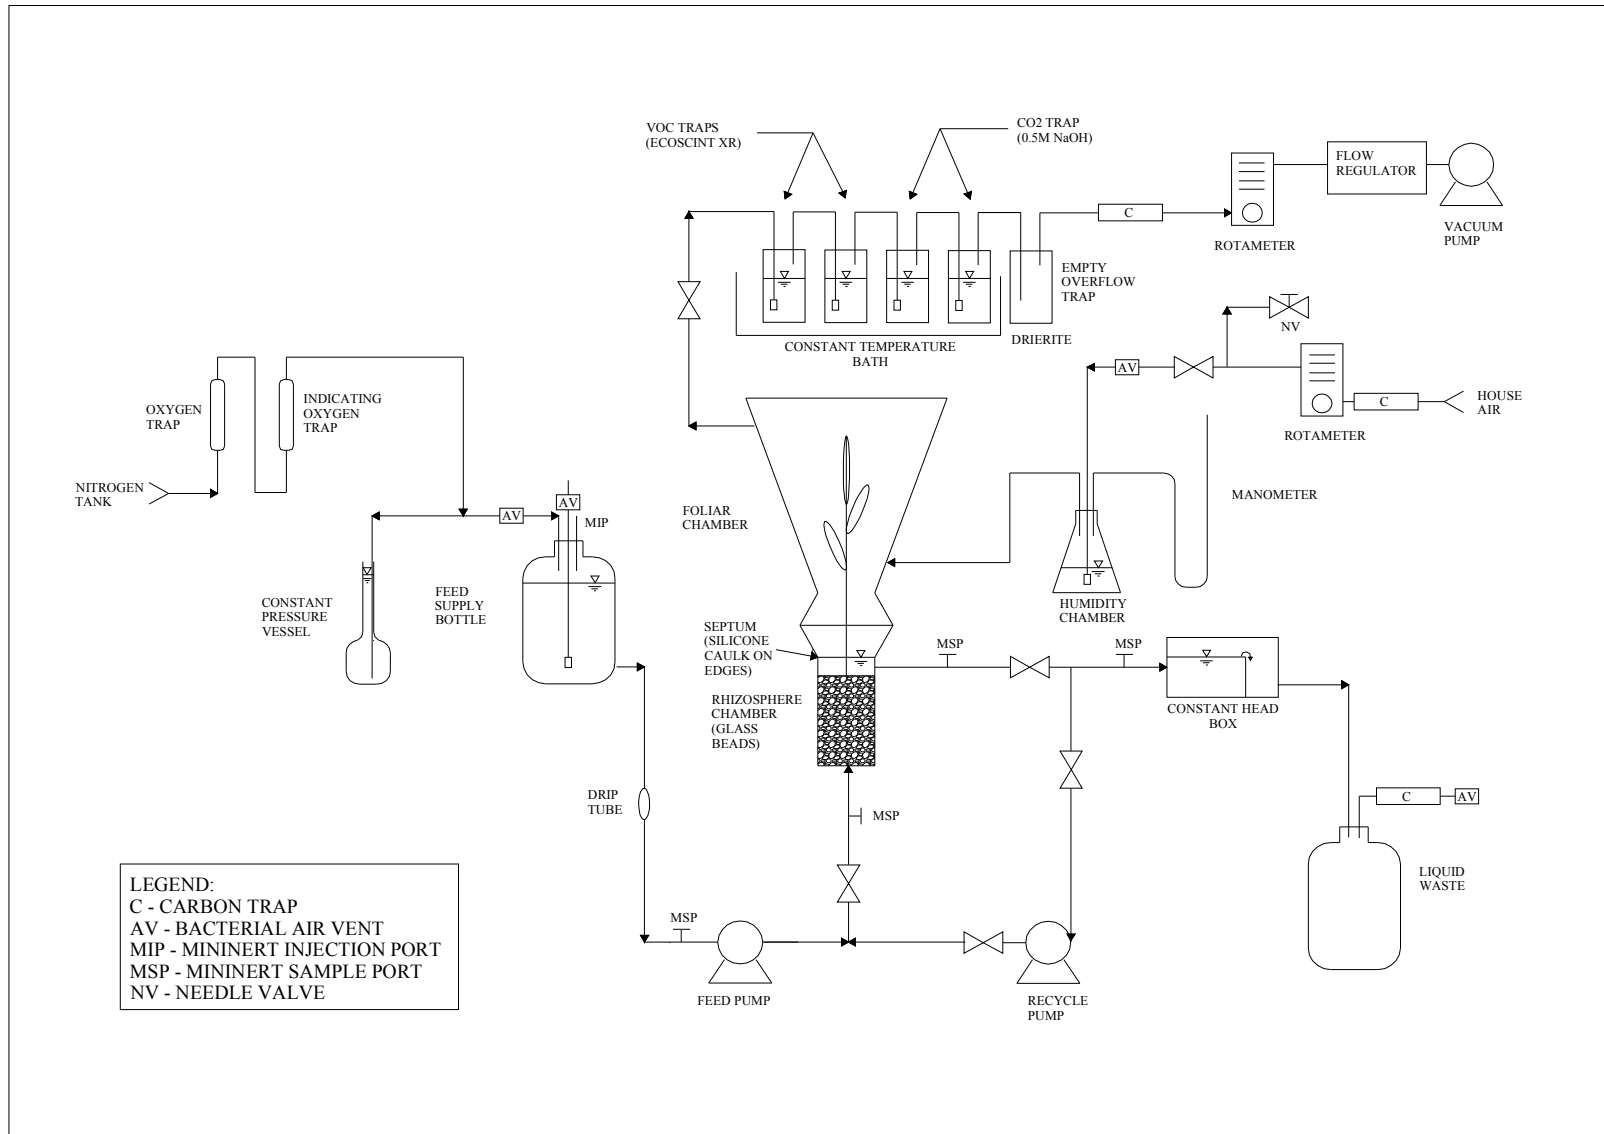 VOC TRAPS
(ECOSCINT XR)
CO2 TRAP
(0.5M NaOH)
FLOW
REGULATOR
VACUUM
PUMP
ROTAMETER
C
EMPTY
OVERFLOW
TRAP
DRIERITE
CONSTANT TEMPERATURE
BATH
NV
AV
ROTAMETER
C
HOUSE
AIR
OXYGEN
TRAP
INDICATING
OXYGEN
TRAP
NITROGEN
TANK
AV
AV
MIP
FOLIAR
CHAMBER
MANOMETER
CONSTANT
PRESSURE
VESSEL
FEED
SUPPLY
BOTTLE
HUMIDITY
CHAMBER
SEPTUM
(SILICONE
CAULK ON
EDGES)
MSP
MSP
RHIZOSPHERE
CHAMBER
(GLASS
BEADS)
CONSTANT HEAD
BOX
DRIP
TUBE
MSP
C
AV
LIQUID
WASTE
MSP
FEED PUMP
RECYCLE
PUMP
LEGEND:
C - CARBON TRAP
AV - BACTERIAL AIR VENT
MIP - MININERT INJECTION PORT
MSP - MININERT SAMPLE PORT
NV - NEEDLE VALVE